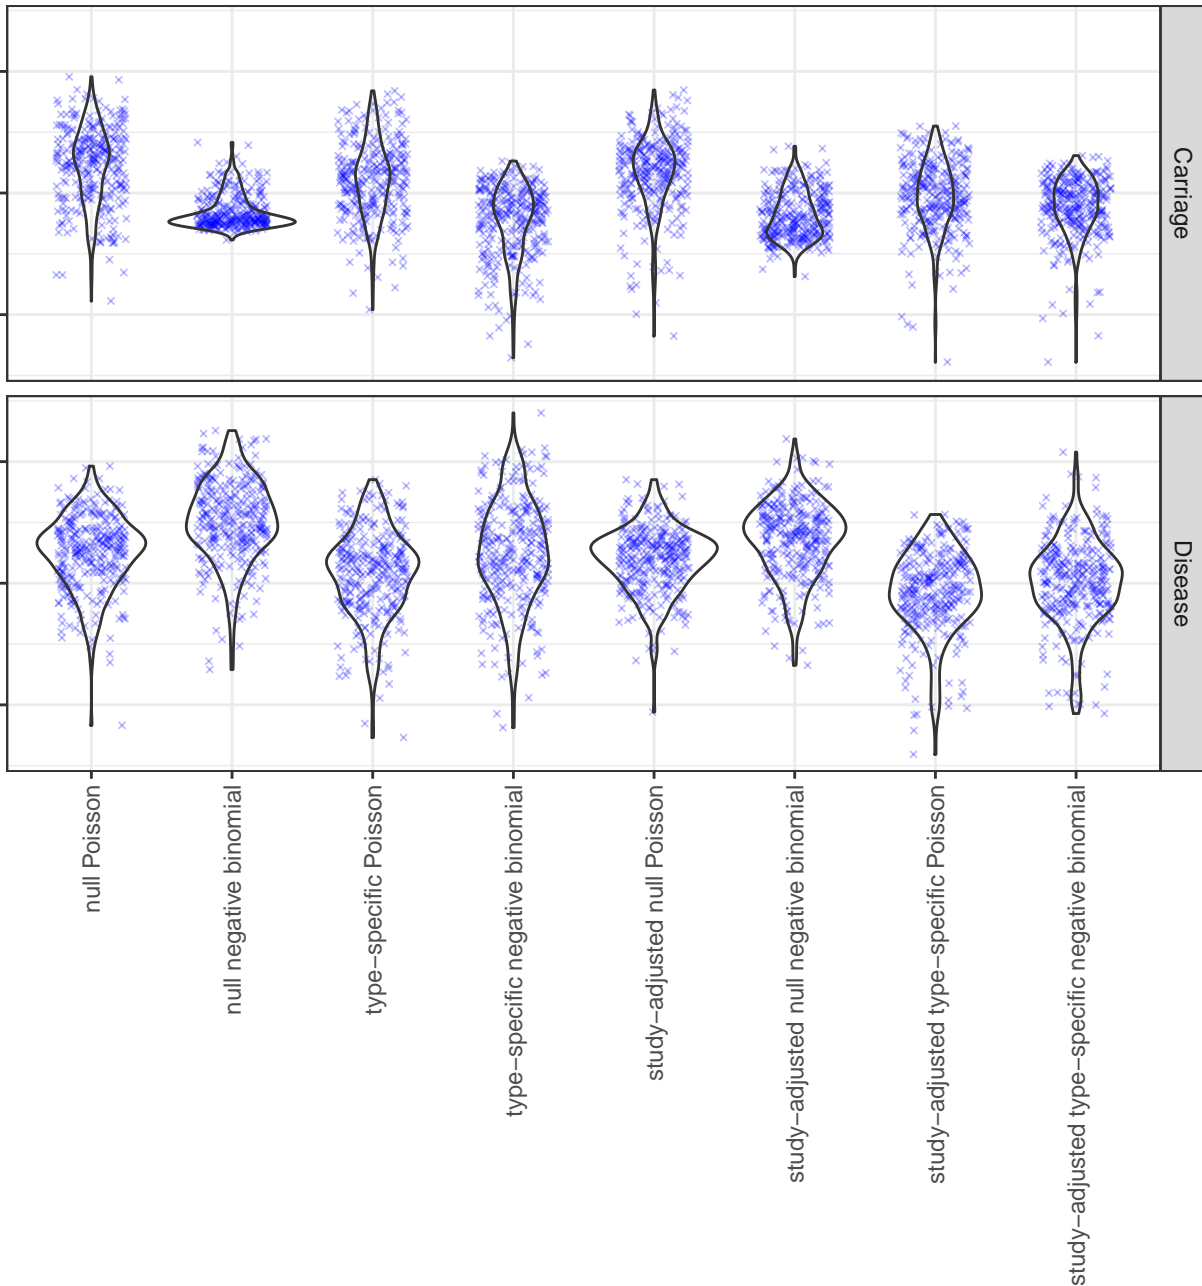 Carriage
Disease
null Poisson
null negative binomial
type−specific Poisson
type−specific negative binomial
study−adjusted null Poisson
study−adjusted null negative binomial
study−adjusted type−specific Poisson
study−adjusted type−specific negative binomial